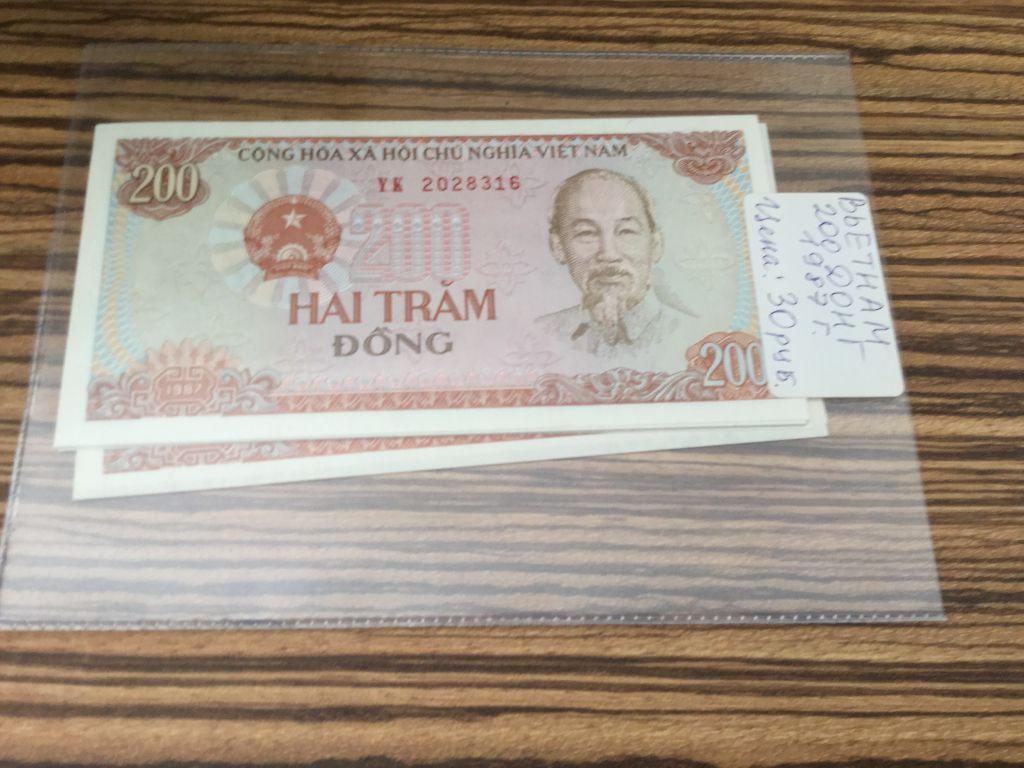 CỘNG HÒA XÃ HỘI CHỦ NGHĨA VIỆT NAM
200
YK 2028316
200
HAI TRĂM
ĐỒNG
200
ВЬЕТНАМ
200 ДОНГ
1987 г.
Цена: 30 руб.